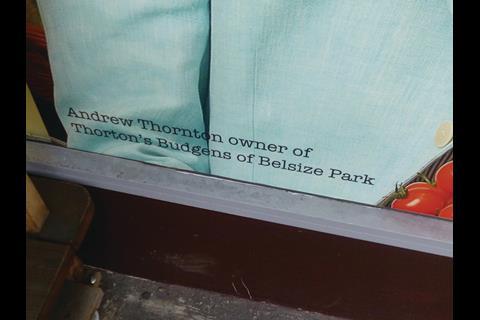 Andrew Thornton owner of
Thorton's Budgens of Belsize Park